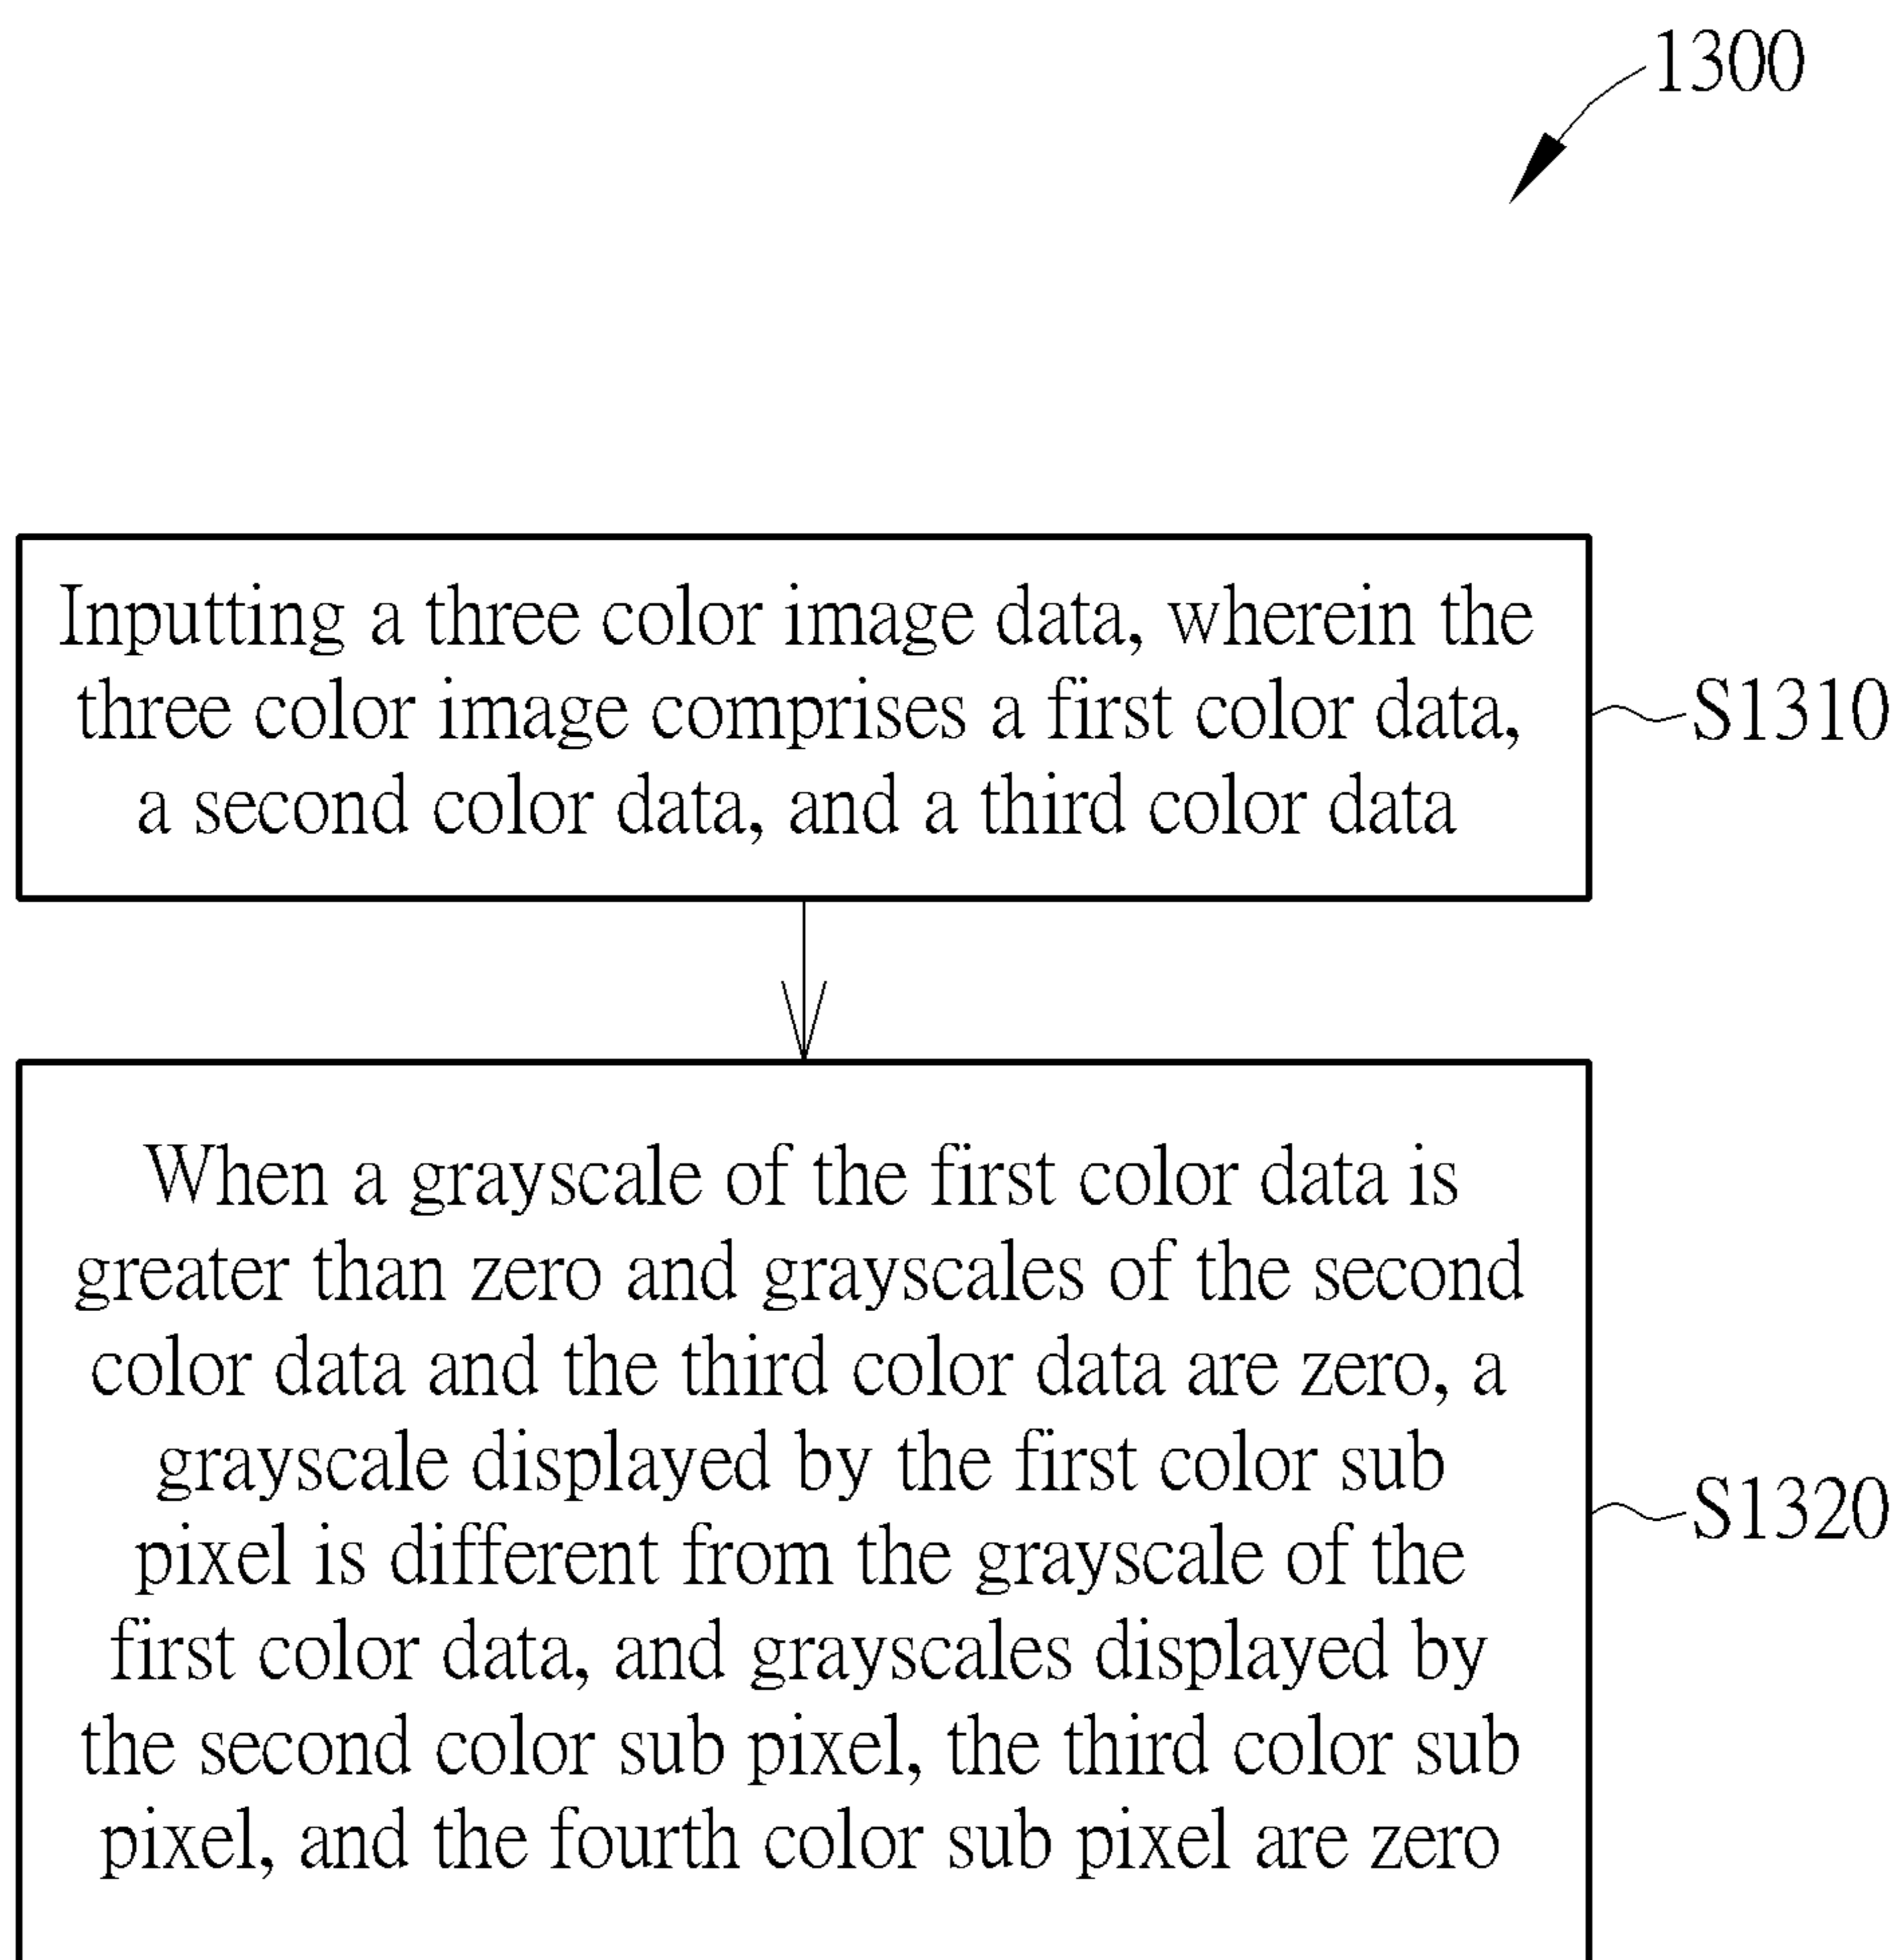 1300
Inputting a three color image data, wherein the
three color image comprises a first color data,
a second color data, and a third color data
S1310
When a grayscale of the first color data is
greater than zero and grayscales of the second
color data and the third color data are zero, a
grayscale displayed by the first color sub
pixel is different from the grayscale of the
first color data, and grayscales displayed by
the second color sub pixel, the third color sub
pixel, and the fourth color sub pixel are zero
S1320